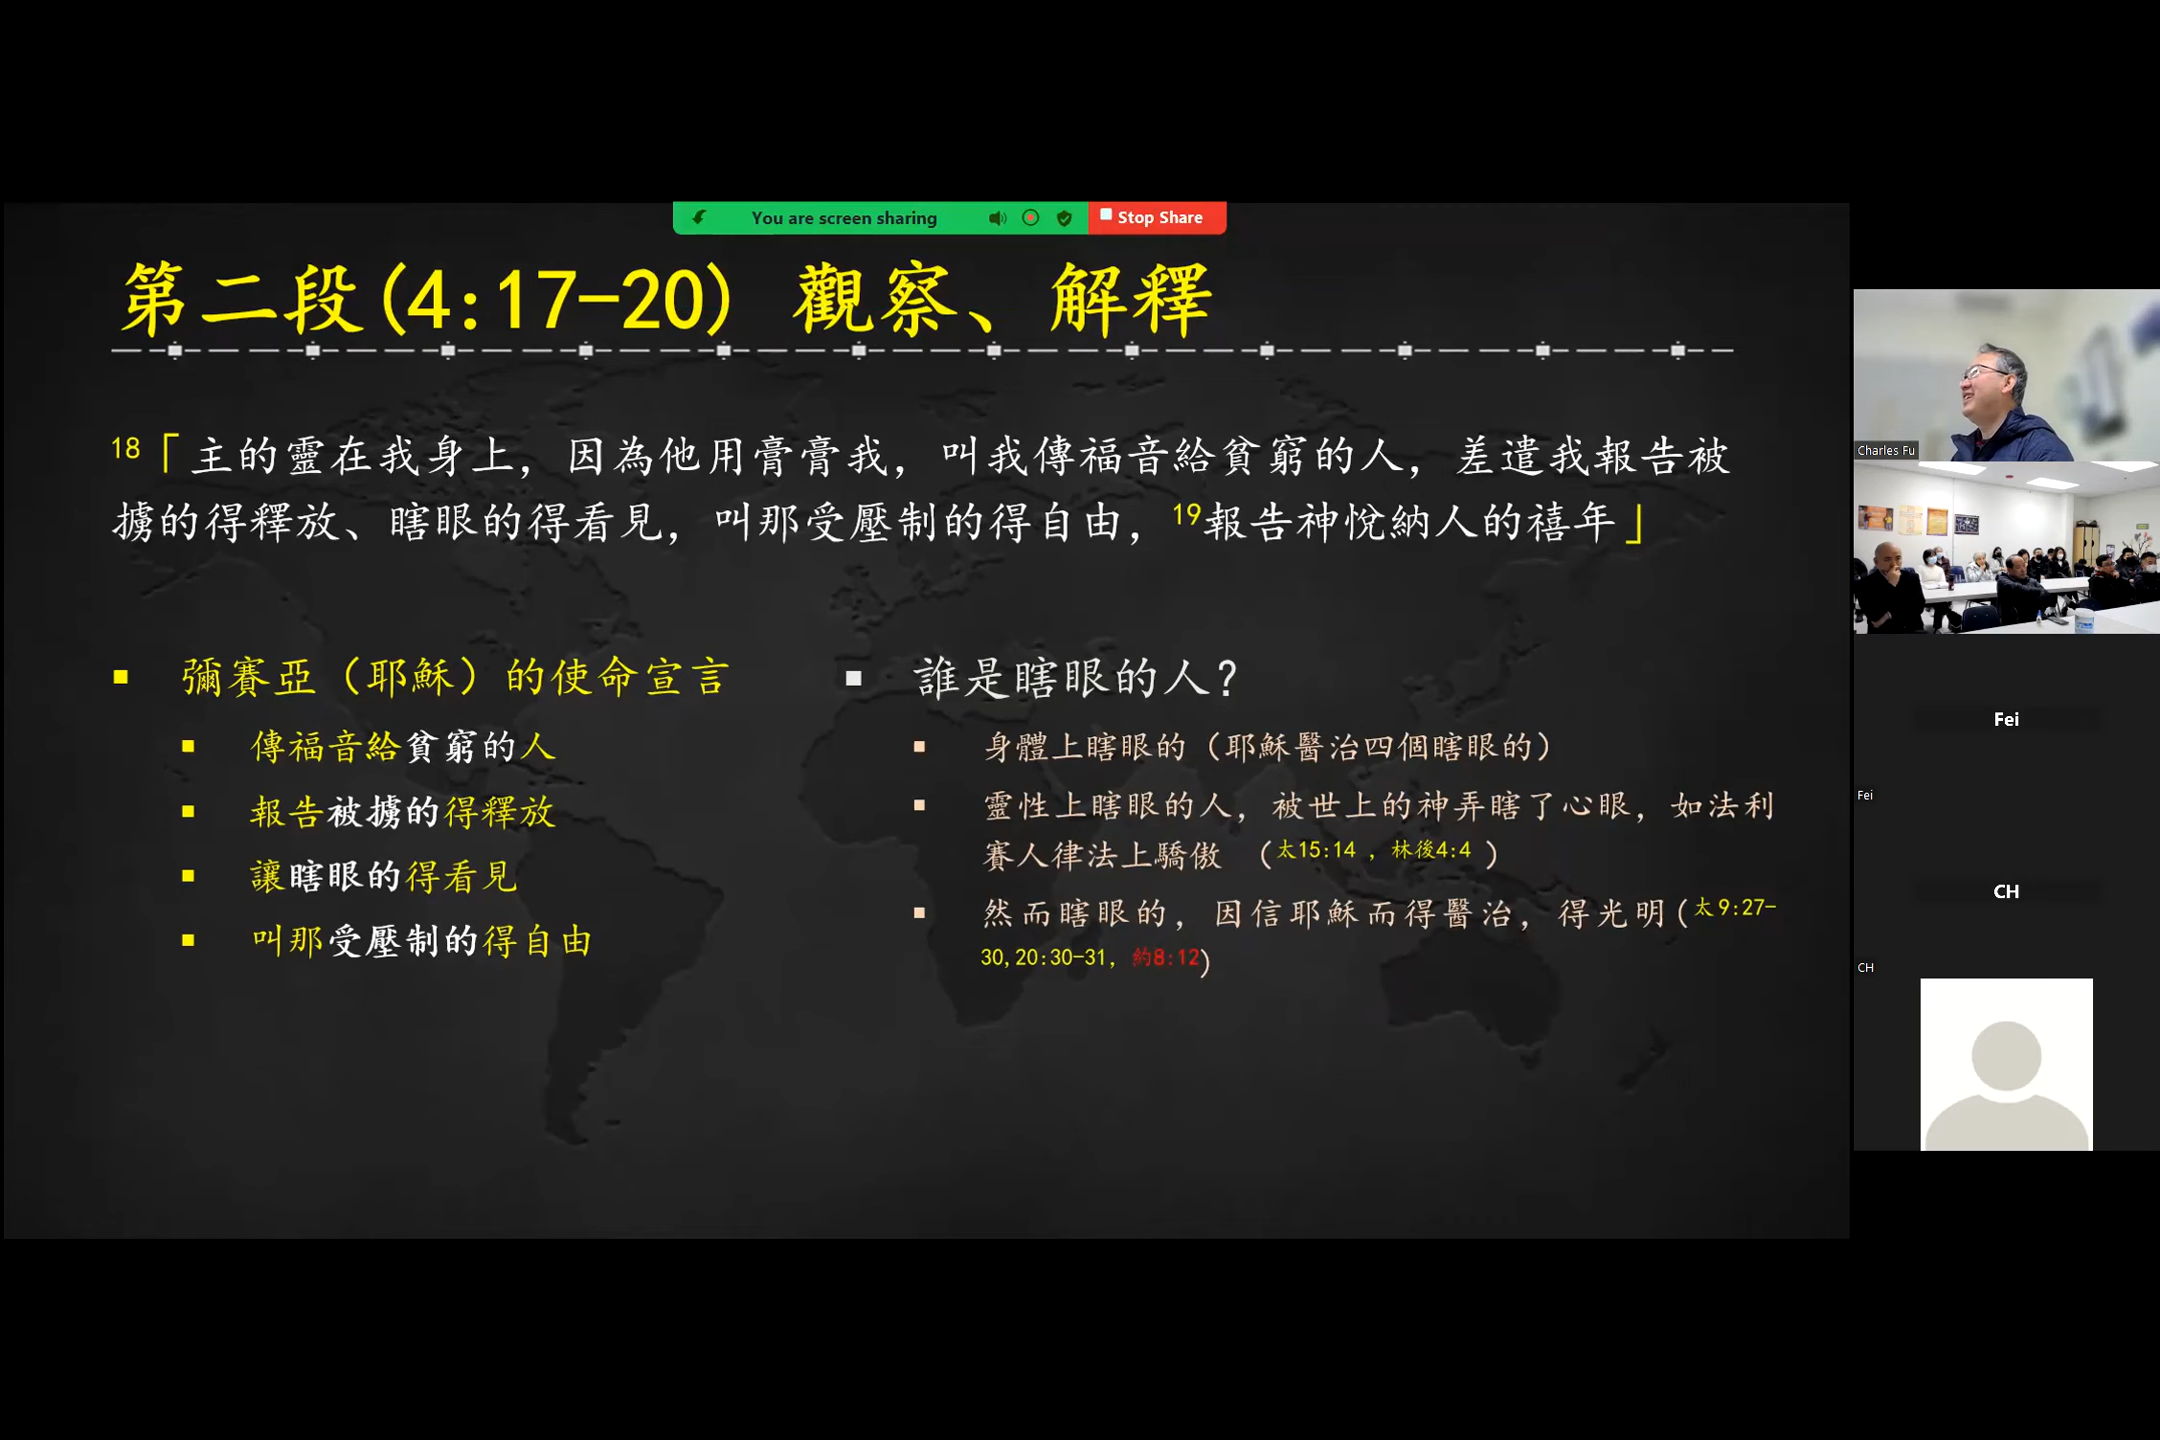 You are screen sharing
Stop Share
第二段(4:17-20) 觀察、解釋
18「主的靈在我身上，因為他用膏膏我，叫我傳福音給貧窮的人，差遣我報告被
擄的得釋放、瞎眼的得看見，叫那受壓制的得自由，19報告神悅納人的禧年」
▪ 彌賽亞（耶穌）的使命宣言
▪ 傳福音給貧窮的人
▪ 報告被擄的得釋放
▪ 讓瞎眼的得看見
▪ 叫那受壓制的得自由
▪ 誰是瞎眼的人?
▪ 身體上瞎眼的（耶穌醫治四個瞎眼的）
▪ 靈性上瞎眼的人，被世上的神弄瞎了心眼，如法利
賽人律法上驕傲 （太15:14 , 林後4:4 ）
▪ 然而瞎眼的，因信耶穌而得醫治，得光明(太9:27-
30,20:30-31, 約8:12)
Charles Fu
Fei
Fei
CH
CH